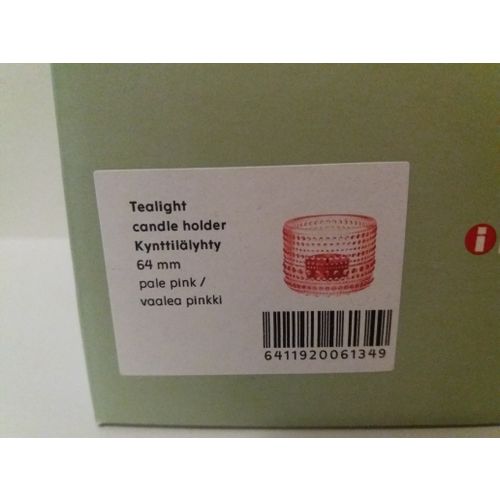 Tealight
candle holder
Kynttilälyhty
64 mm
pale pink /
vaalea pinkki
6411920061349
i